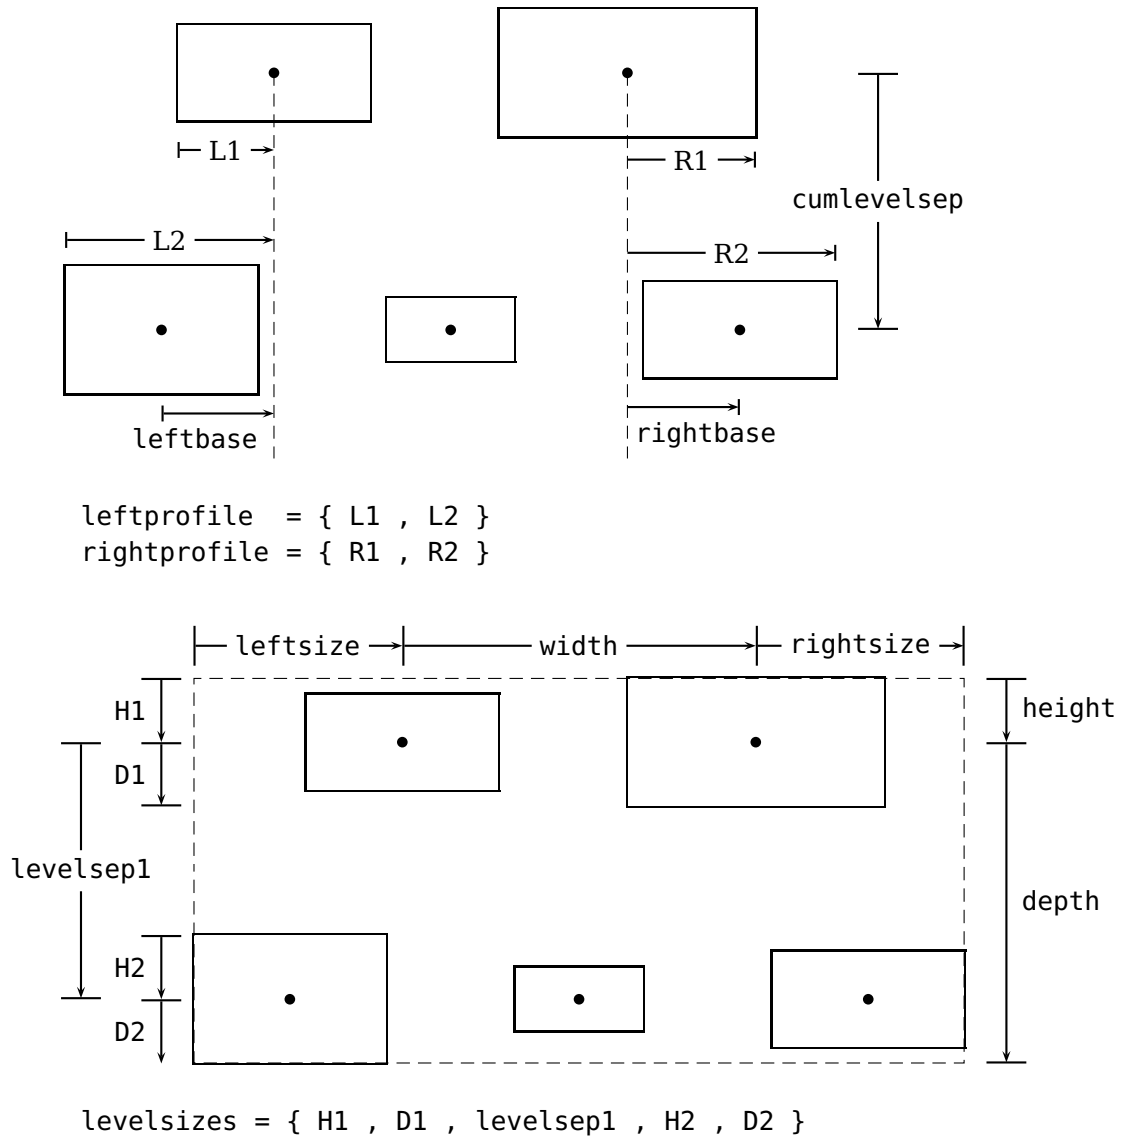 L1
R1
cumlevelsep
L2
R2
leftbase
rightbase
leftprofile  = { L1 , L2 }
rightprofile = { R1 , R2 }
leftsize
width
rightsize
H1
height
D1
levelsep1
depth
H2
D2
levelsizes = { H1 , D1 , levelsep1 , H2 , D2 }